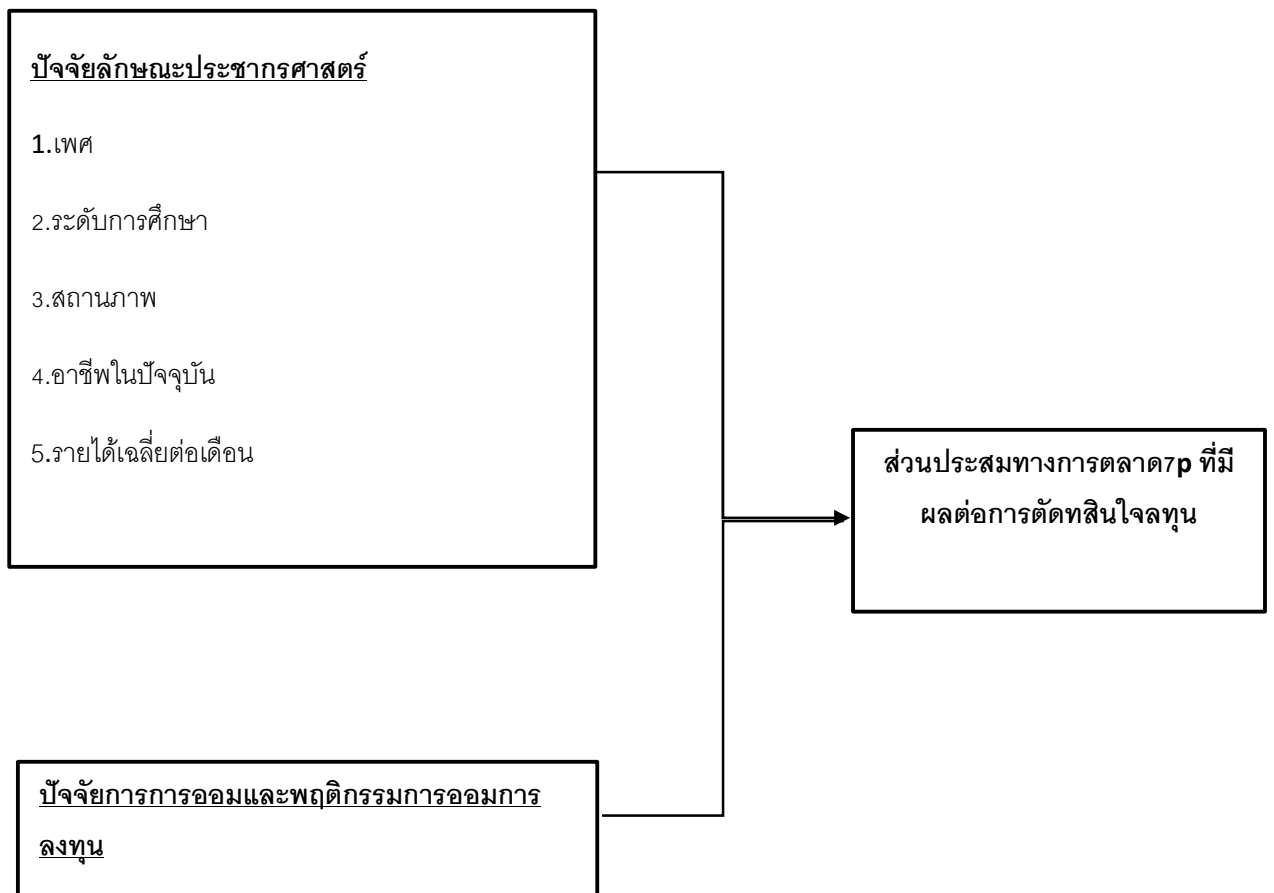 ปัจจัยลักษณะประชากรศาสตร์
1.เพศ
2.ระดับการศึกษา
3.สถานภาพ
4.อาชีพในปัจจุบัน
5.รายได้เฉลี่ยต่อเดือน
ส่วนประสมทางการตลาด7p ที่มี
ผลต่อการตัดทสินใจลทุน
ปัจจัยการการออมและพฤติกรรมการออมการ
ลงทุน